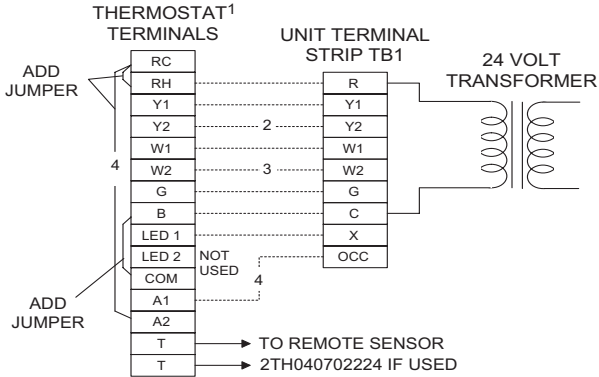 THERMOSTAT1
TERMINALS
UNIT TERMINAL
STRIP TB1
24 VOLT
TRANSFORMER
ADD
JUMPER
RC
RH
R
Y1
Y1
Y2
2
Y2
W1
W1
4
W2
3
W2
G
G
B
C
LED 1
X
LED 2
NOT
USED
OCC
COM
4
A1
ADD
JUMPER
A2
T
TO REMOTE SENSOR
T
2TH040702224 IF USED